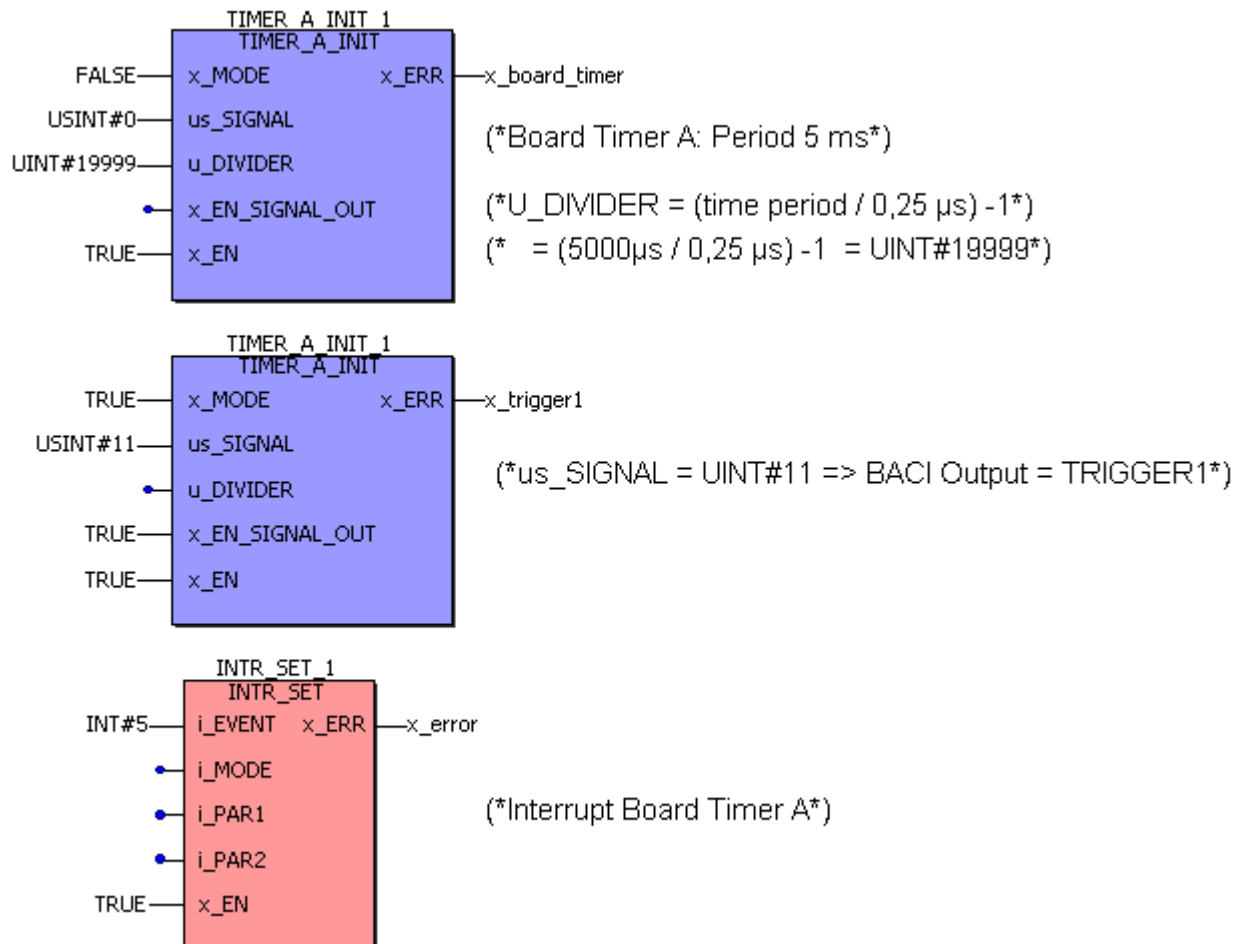 TIMER_A_INIT_1
TIMER_A_INIT
FALSE x_MODE x_ERR x_board_timer
USINT#0 us_SIGNAL
(*Board Timer A: Period 5 ms*)
UINT#19999 u_DIVIDER
x_EN_SIGNAL_OUT (*U_DIVIDER = (time period / 0,25 µs) -1*)
TRUE x_EN (* = (5000µs / 0,25 µs) -1 = UINT#19999*)
TIMER_A_INIT_1
TIMER_A_INIT
TRUE x_MODE x_ERR x_trigger1
USINT#11 us_SIGNAL
(*us_SIGNAL = UINT#11 => BACI Output = TRIGGER1*)
u_DIVIDER
TRUE x_EN_SIGNAL_OUT
TRUE x_EN
INTR_SET_1
INTR_SET
INT#5 i_EVENT x_ERR x_error
i_MODE
i_PAR1 (*Interrupt Board Timer A*)
i_PAR2
TRUE x_EN